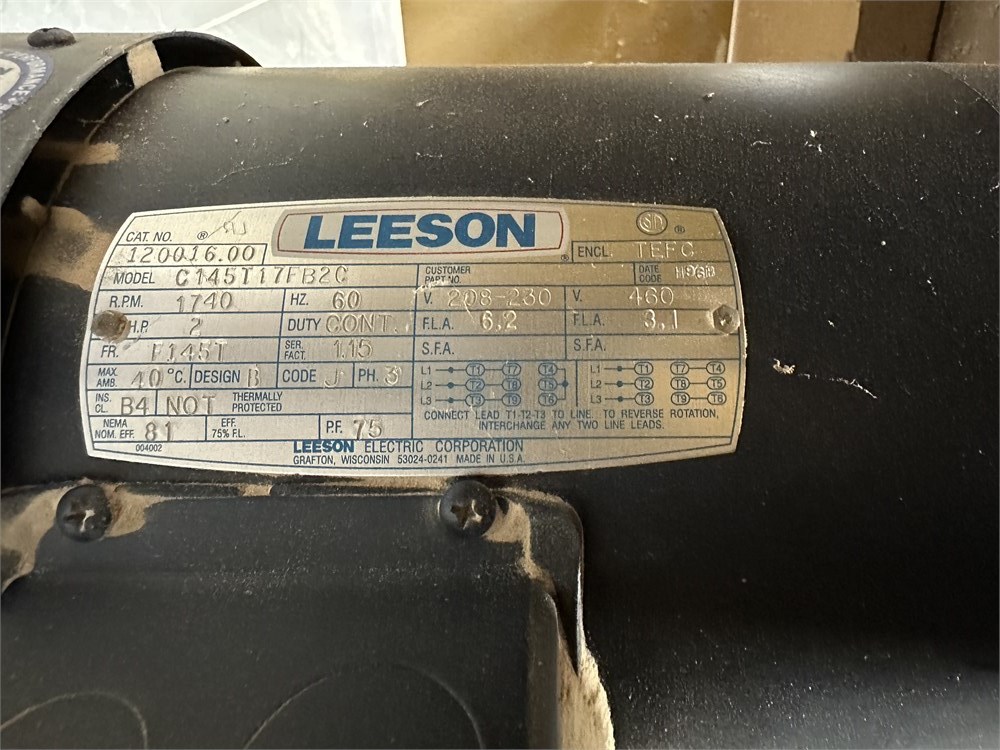 LEESON ®
CAT. NO. ® 120016.00
ENCL. TEFC ®
MODEL C145T17FB2C CUSTOMER PART NO. DATE CODE
R.P.M. 1740 HZ. 60 V. 208-230 V. 460
H.P. 2 DUTY CONT. F.L.A. 6.2 F.L.A. 3.1
FR. F145T SER. FACT. 1.15 S.F.A. S.F.A.
MAX. AMB. 40 °C. DESIGN B CODE J PH. 3
INS. CL. B4 NOT THERMALLY PROTECTED
NEMA NOM. EFF. 81 EFF. 75% F.L. P.F. 75
L1 T1 T7 T4 L1 T1 T7 T4
L2 T2 T8 T5 L2 T2 T8 T5
L3 T3 T9 T6 L3 T3 T9 T6
CONNECT LEAD T1-T2-T3 TO LINE. TO REVERSE ROTATION,
INTERCHANGE ANY TWO LINE LEADS.
004002
LEESON ELECTRIC CORPORATION
GRAFTON, WISCONSIN 53024-0241 MADE IN U.S.A.